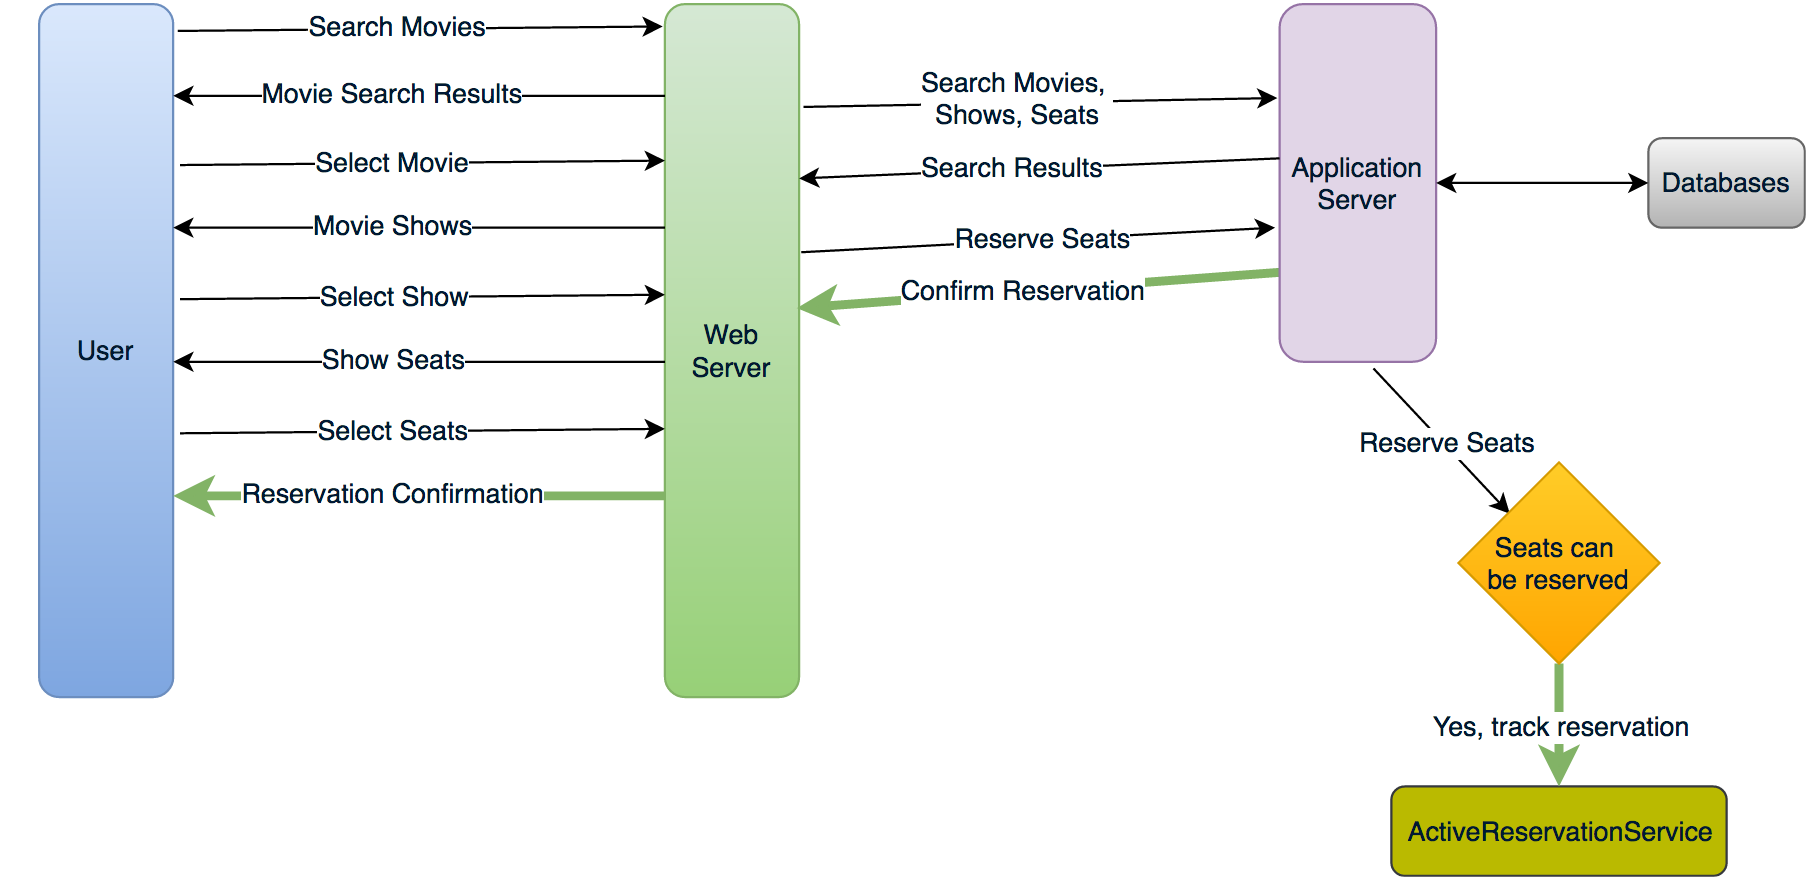 Search Movies
Movie Search Results
Select Movie
Movie Shows
Select Show
Show Seats
Select Seats
Reservation Confirmation
User
Web
Server
Search Movies,
Shows, Seats
Search Results
Reserve Seats
Confirm Reservation
Application
Server
Databases
Reserve Seats
Seats can
be reserved
Yes, track reservation
ActiveReservationService